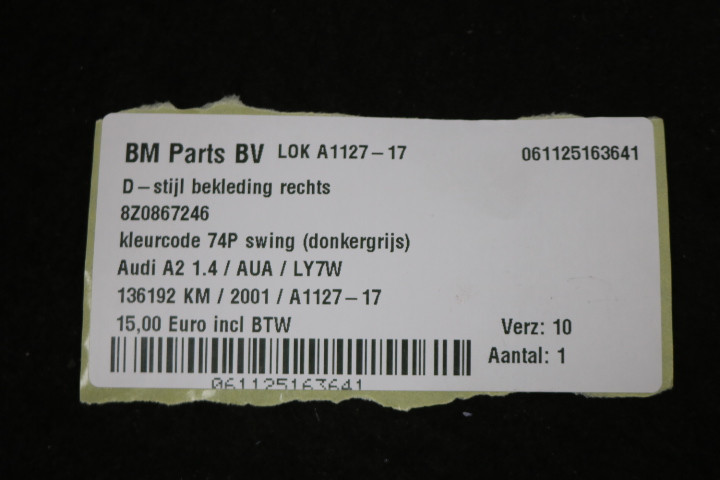 BM Parts BV LOK A1127-17 061125163641
D-stijl bekleding rechts
8Z0867246
kleurcode 74P swing (donkergrijs)
Audi A2 1.4 / AUA / LY7W
136192 KM / 2001 / A1127-17
15,00 Euro incl BTW Verz: 10
Aantal: 1
061125163641